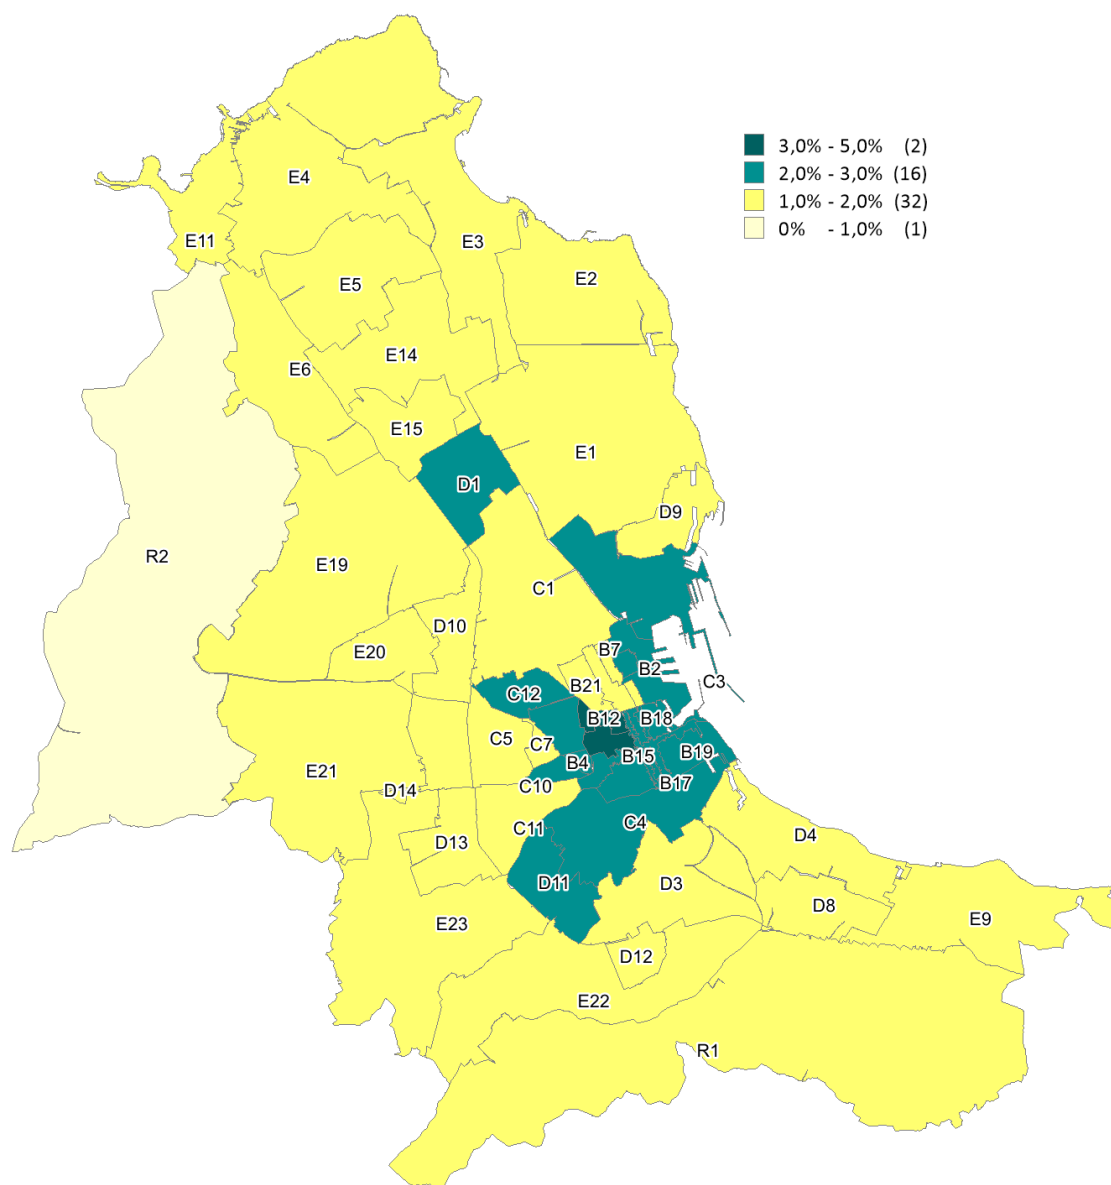 3,0% - 5,0% (2)
2,0% - 3,0% (16)
1,0% - 2,0% (32)
0% - 1,0% (1)
E4
E11
E3
E5
E2
E14
E6
E15
E1
D1
D9
R2
E19
C1
D10
E20
B7
B2
C3
B21
C12
B12
B18
C5
C7
B15
B19
B4
E21
C10
B17
D14
C11
C4
D13
D4
D11
D3
D8
E23
E9
D12
E22
R1